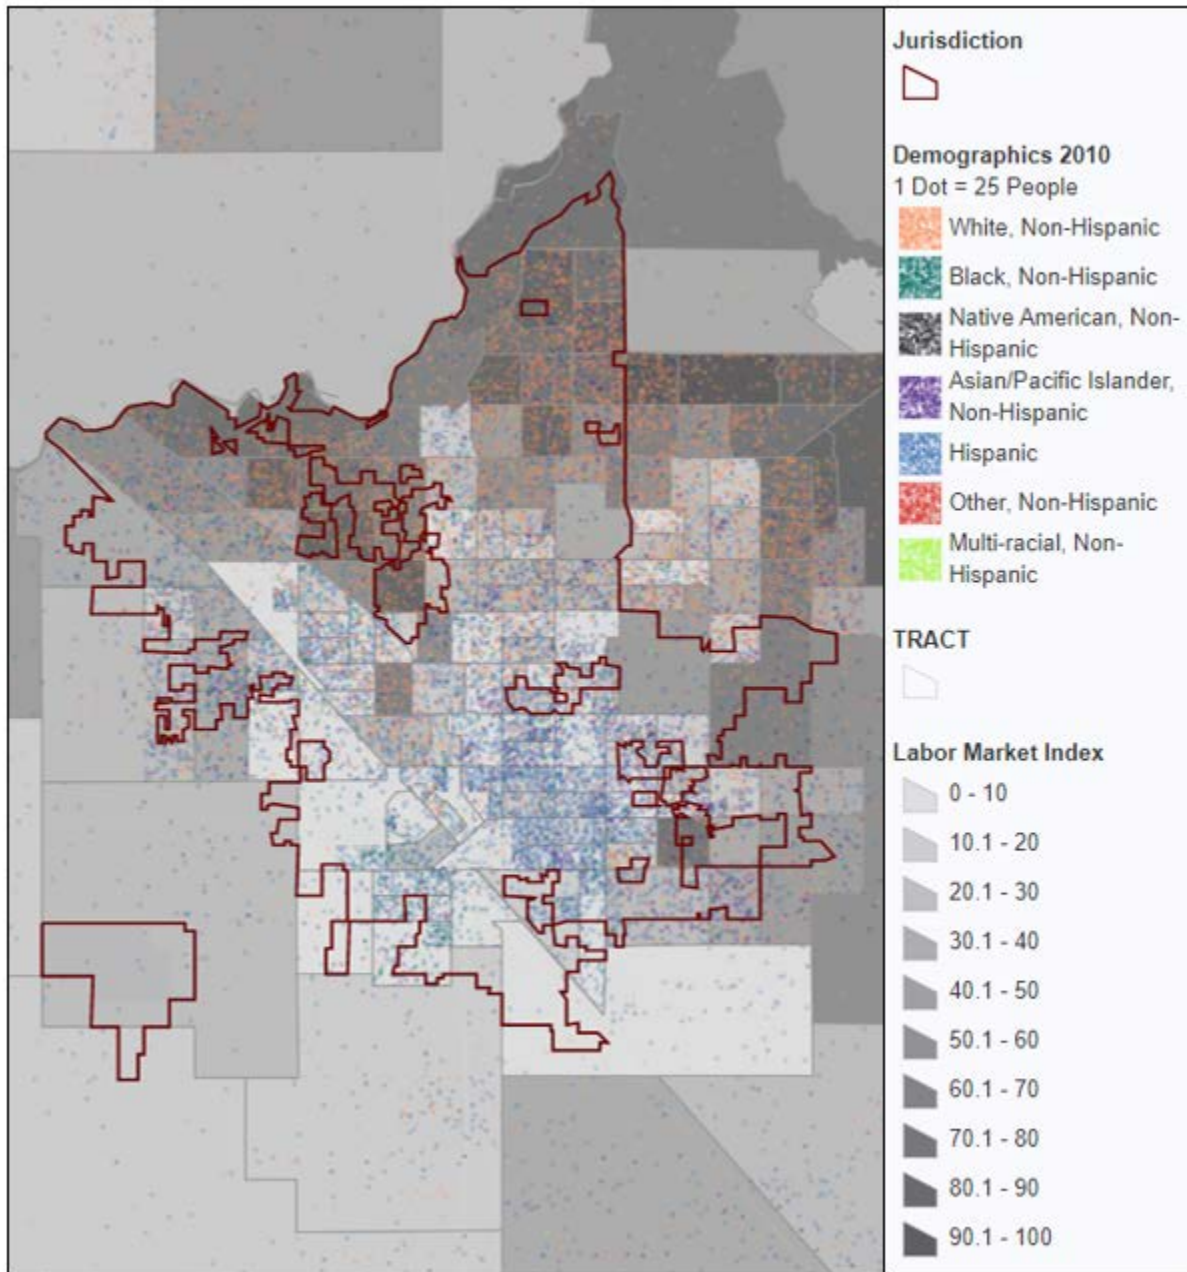 Jurisdiction
Demographics 2010
1 Dot = 25 People
White, Non-Hispanic
Black, Non-Hispanic
Native American, Non-
Hispanic
Asian/Pacific Islander,
Non-Hispanic
Hispanic
Other, Non-Hispanic
Multi-racial, Non-
Hispanic
TRACT
Labor Market Index
0 - 10
10.1 - 20
20.1 - 30
30.1 - 40
40.1 - 50
50.1 - 60
60.1 - 70
70.1 - 80
80.1 - 90
90.1 - 100